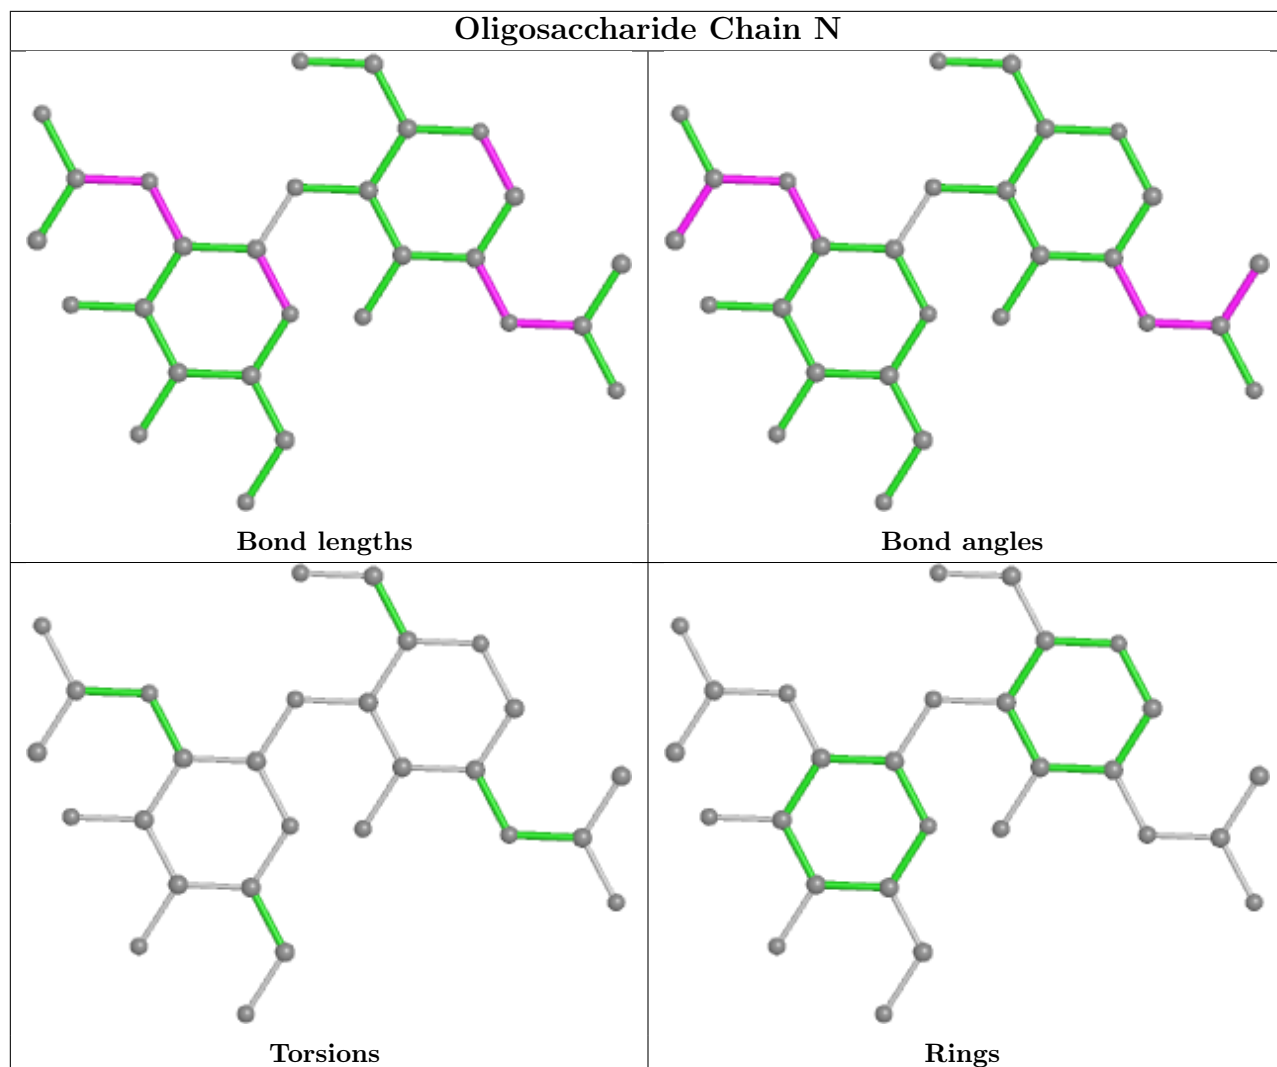 Oligosaccharide Chain N
Bond lengths
Bond angles
Torsions
Rings